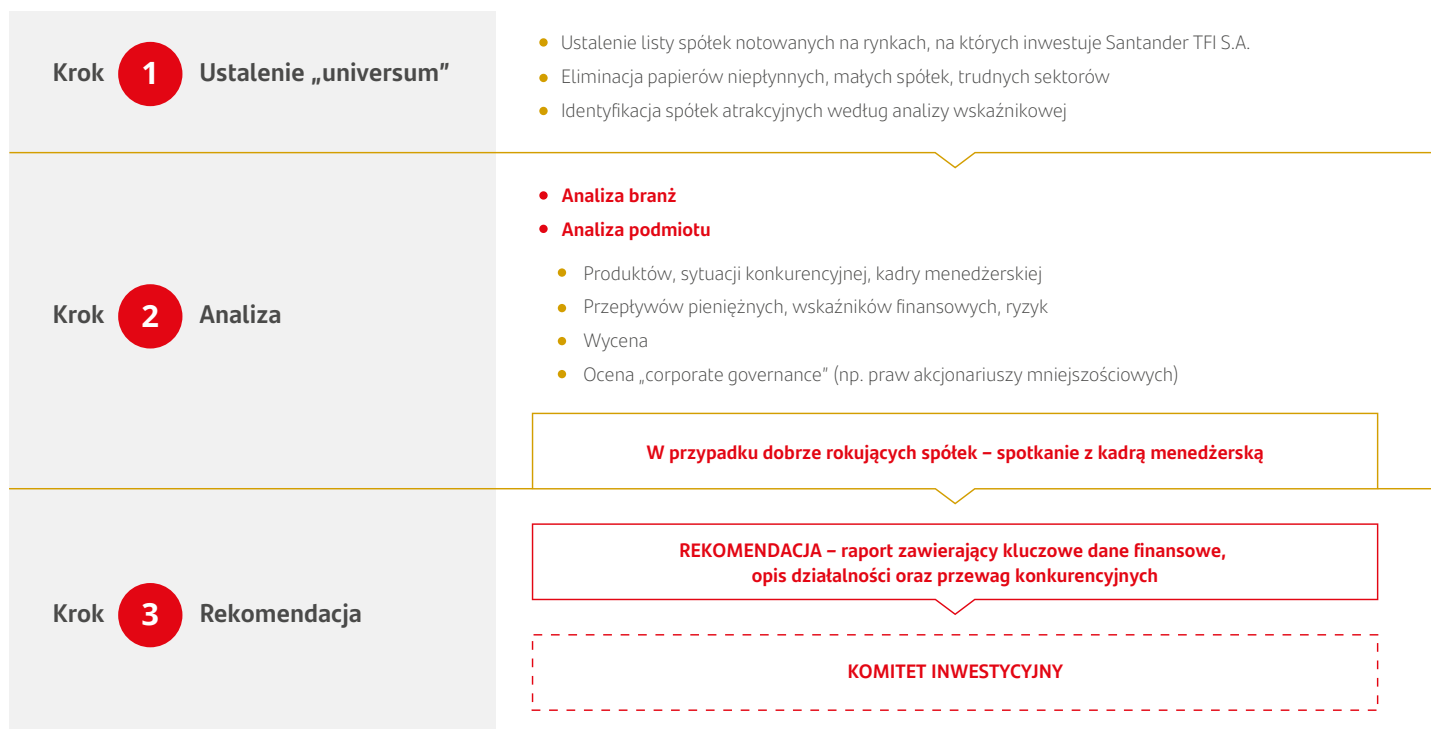 Krok 1 Ustalenie „universum”
• Ustalenie listy spółek notowanych na rynkach, na których inwestuje Santander TFI S.A.
• Eliminacja papierów niepłynnych, małych spółek, trudnych sektorów
• Identyfikacja spółek atrakcyjnych według analizy wskaźnikowej
Krok 2 Analiza
• Analiza branż
• Analiza podmiotu
• Produktów, sytuacji konkurencyjnej, kadry menedżerskiej
• Przepływów pieniężnych, wskaźników finansowych, ryzyk
• Wycena
• Ocena „corporate governance” (np. praw akcjonariuszy mniejszościowych)
W przypadku dobrze rokujących spółek – spotkanie z kadrą menedżerską
Krok 3 Rekomendacja
REKOMENDACJA – raport zawierający kluczowe dane finansowe,
opis działalności oraz przewag konkurencyjnych
KOMITET INWESTYCYJNY